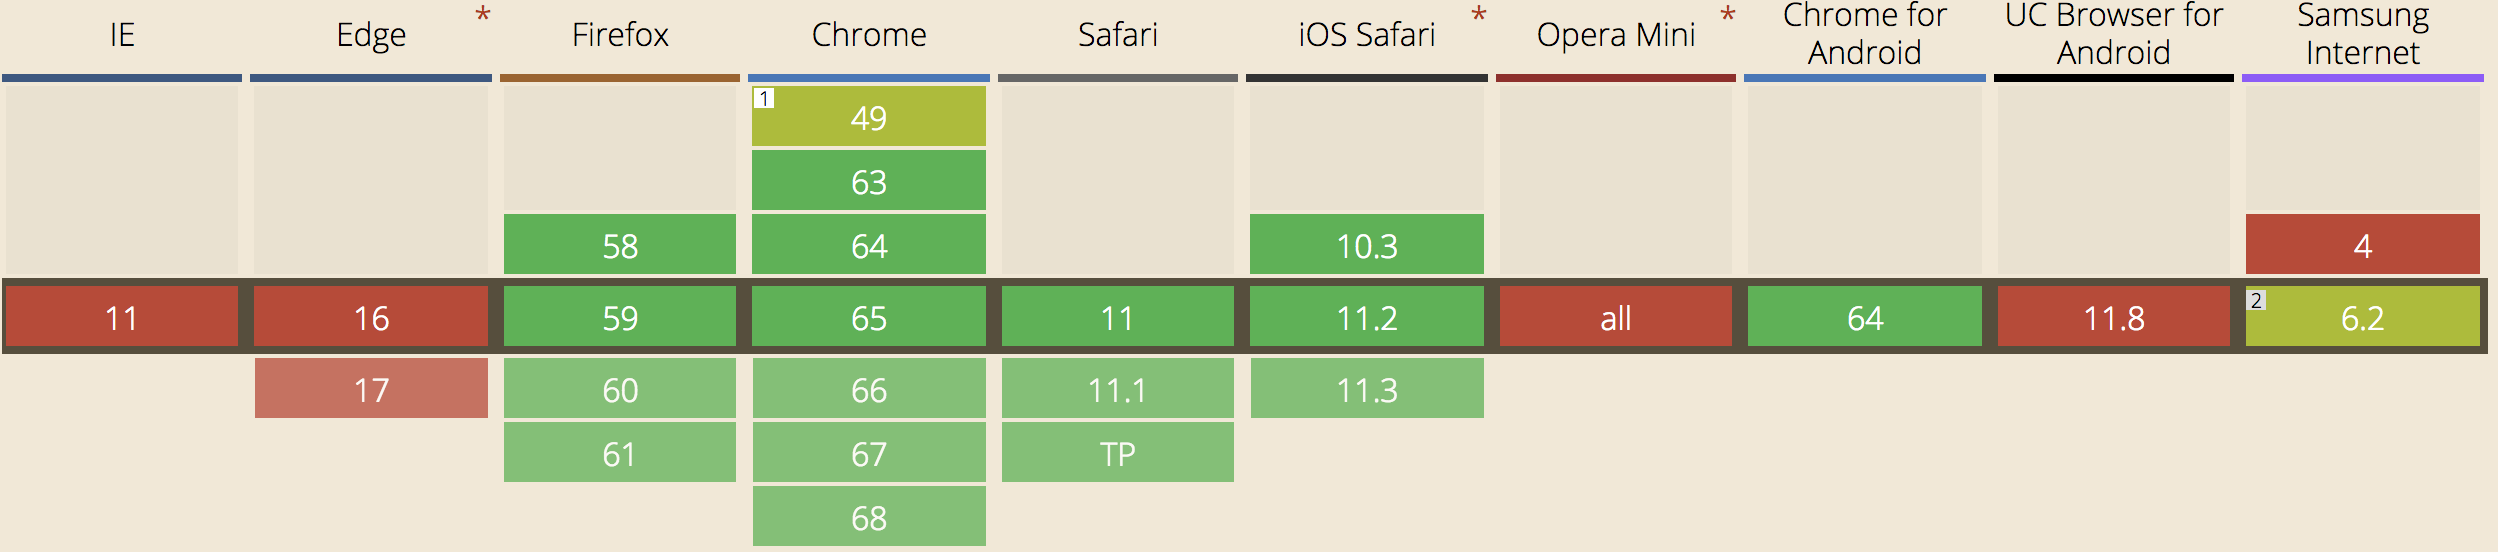 IE
Edge *
Firefox
Chrome
Safari
iOS Safari *
Opera Mini *
Chrome for
Android
UC Browser for
Android
Samsung
Internet
1 49
63
58 64 10.3 4
11 16 59 65 11 11.2 all 64 11.8 2 6.2
17 60 66 11.1 11.3
61 67 TP
68